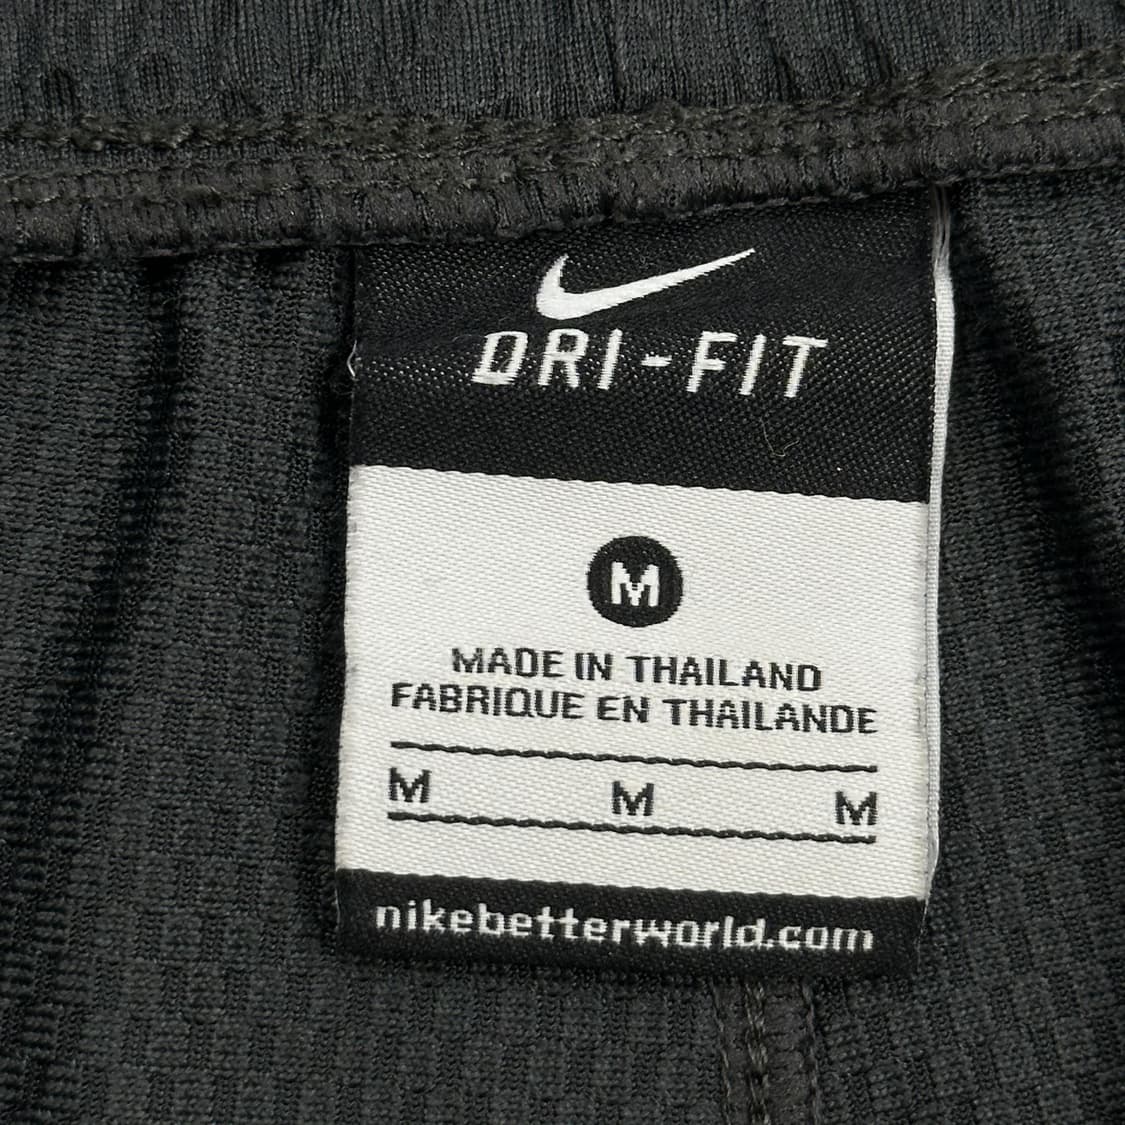 DRI-FIT
M
MADE IN THAILAND
FABRIQUE EN THAILANDE
M M M
nikebetterworld.com